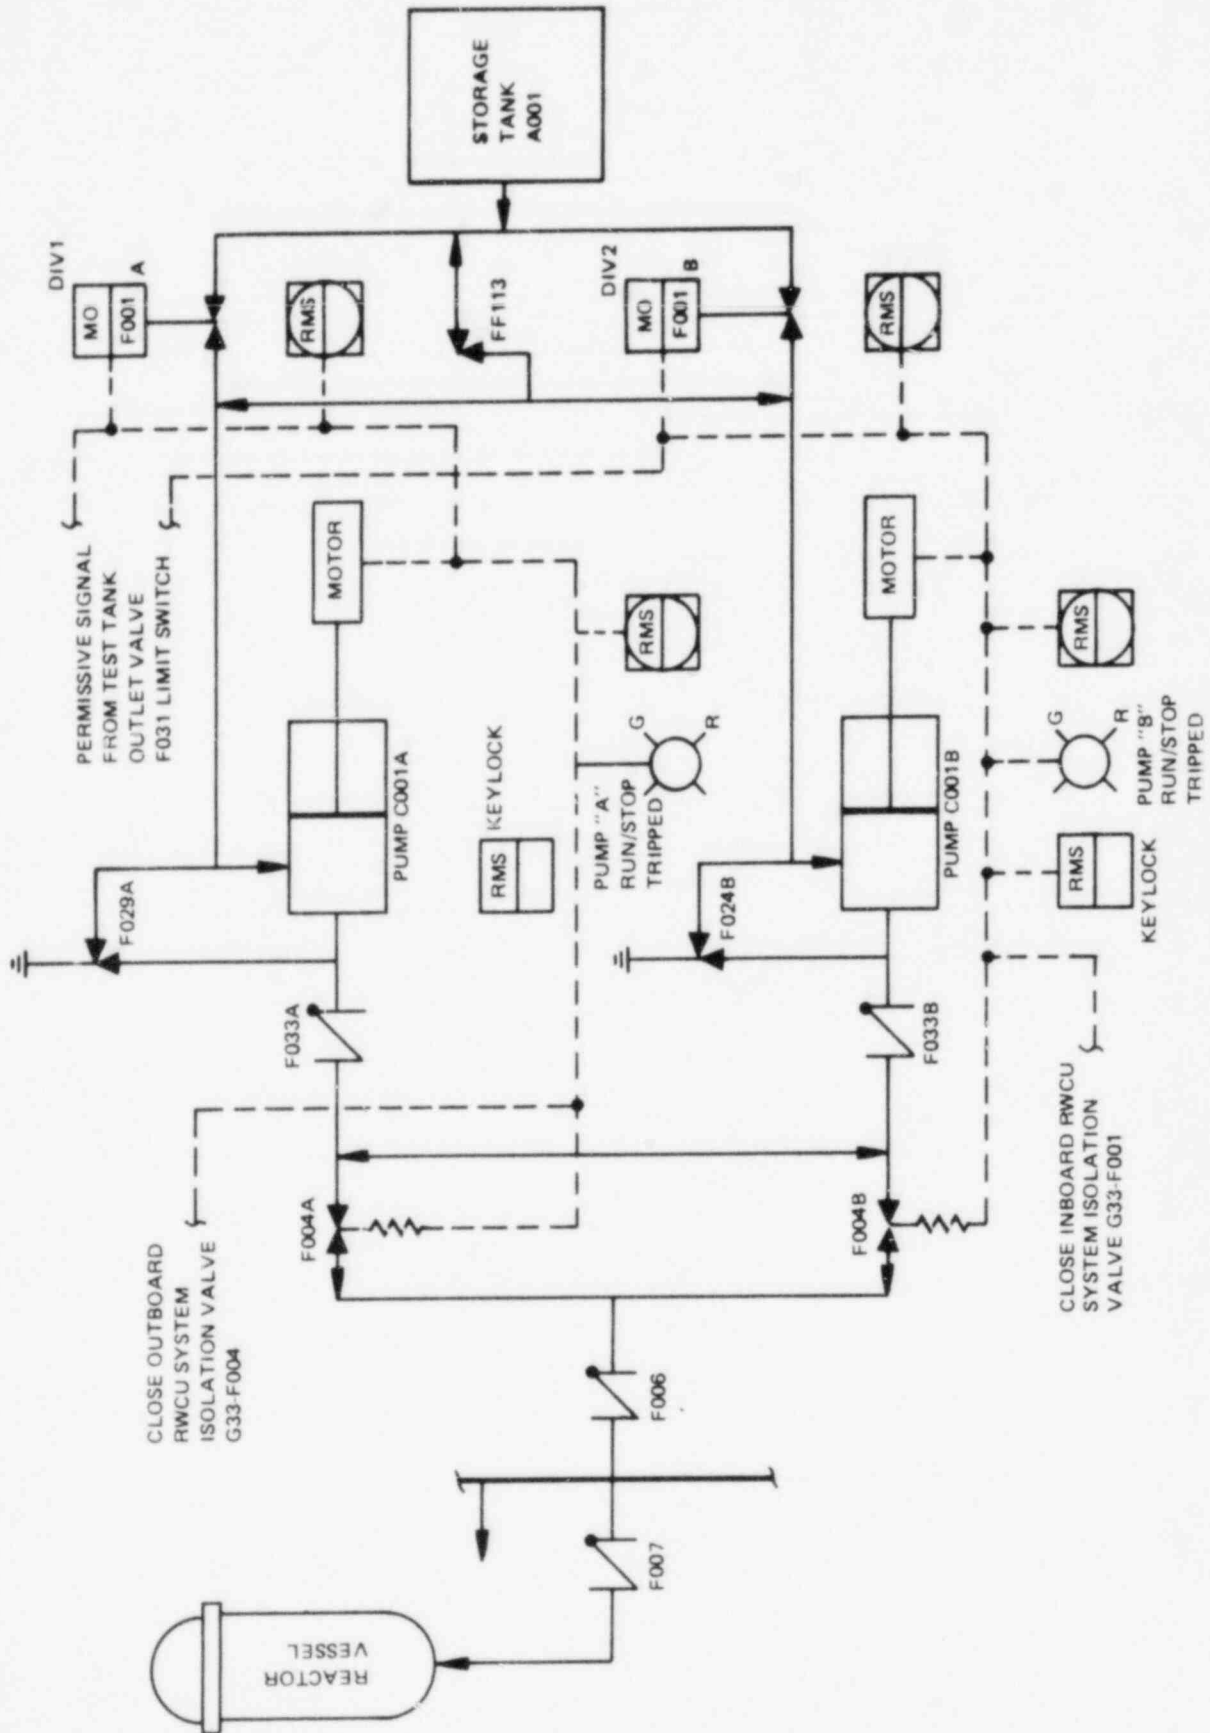 STORAGE
TANK
A001
DIV1
MO
F001
A
RMS
FF113
DIV2
MO
F001
B
RMS
PERMISSIVE SIGNAL
FROM TEST TANK
OUTLET VALVE
F031 LIMIT SWITCH
MOTOR
PUMP C001A
F029A
F033A
RMS
KEYLOCK
RMS
G
R
PUMP "A"
RUN/STOP
TRIPPED
MOTOR
PUMP C001B
F024B
F033B
RMS
G
R
PUMP "B"
RUN/STOP
TRIPPED
RMS
KEYLOCK
F004A
F004B
CLOSE OUTBOARD
RWCU SYSTEM
ISOLATION VALVE
G33-F004
CLOSE INBOARD RWCU
SYSTEM ISOLATION
VALVE G33-F001
F006
F007
REACTOR
VESSEL